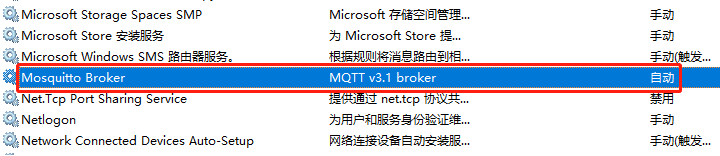 Microsoft Storage Spaces SMP Microsoft 存储空间管理... 手动
Microsoft Store 安装服务 为 Microsoft Store 提... 手动
Microsoft Windows SMS 路由器服务。 根据规则将消息路由到相... 手动(触发...
Mosquitto Broker MQTT v3.1 broker 自动
Net.Tcp Port Sharing Service 提供通过 net.tcp 协议共... 禁用
Netlogon 为用户和服务身份验证维... 手动
Network Connected Devices Auto-Setup 网络连接设备自动安装服... 手动(触发...